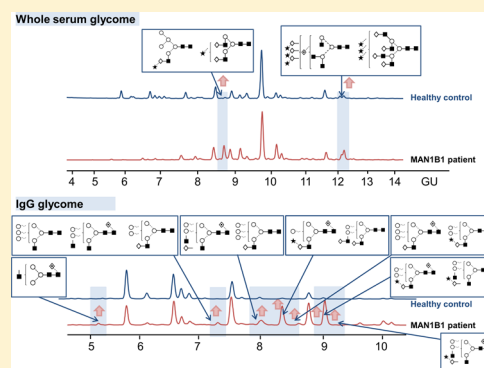 Whole serum glycome
Healthy control
MAN1B1 patient
4 5 6 7 8 9 10 11 12 13 14 GU
IgG glycome
Healthy control
MAN1B1 patient
5 6 7 8 9 10